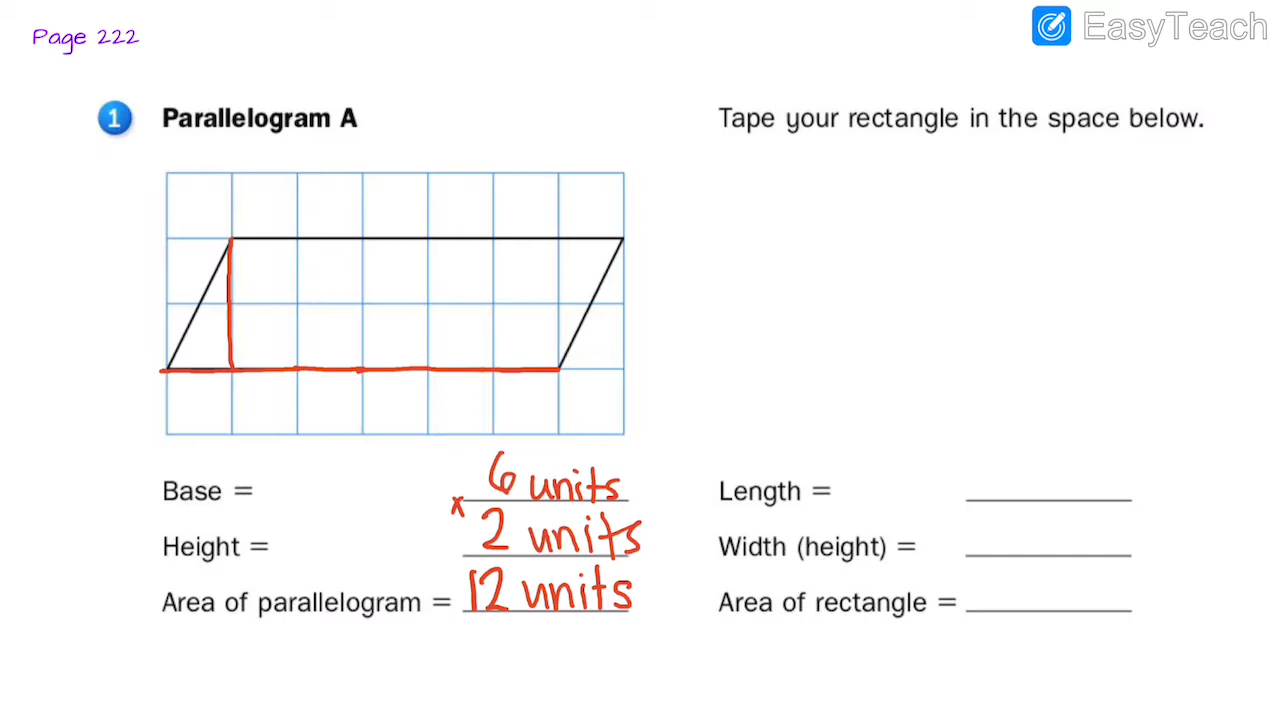 Page 222
EasyTeach
1 Parallelogram A
Tape your rectangle in the space below.
Base = 6 units
Height = x 2 units
Area of parallelogram = 12 units
Length =
Width (height) =
Area of rectangle =